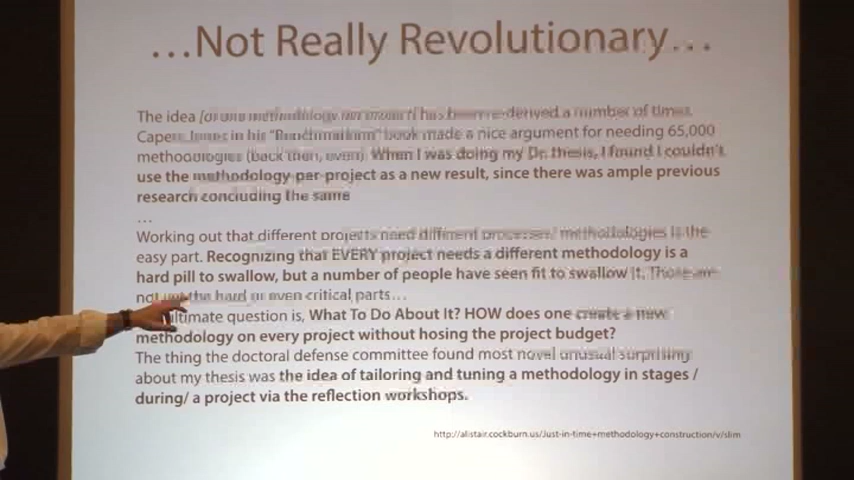 ...Not Really Revolutionary...
The idea [or one methodology per project] has been re-derived a number of times.
Capers Jones in his "Benchmarking" book made a nice argument for needing 65,000
methodologies (back then, even). When I was doing my Dr. thesis, I found I couldn't
use the methodology-per-project as a new result, since there was ample previous
research concluding the same
...
Working out that different projects need different processes/ methodologies is the
easy part. Recognizing that EVERY project needs a different methodology is a
hard pill to swallow, but a number of people have seen fit to swallow it. Those are
not the hard or even critical parts...
ultimate question is, What To Do About It? HOW does one create a new
methodology on every project without hosing the project budget?
The thing the doctoral defense committee found most novel unusual surprising
about my thesis was the idea of tailoring and tuning a methodology in stages /
during/ a project via the reflection workshops.
http://alistair.cockburn.us/Just-in-time+methodology+construction/v/slim